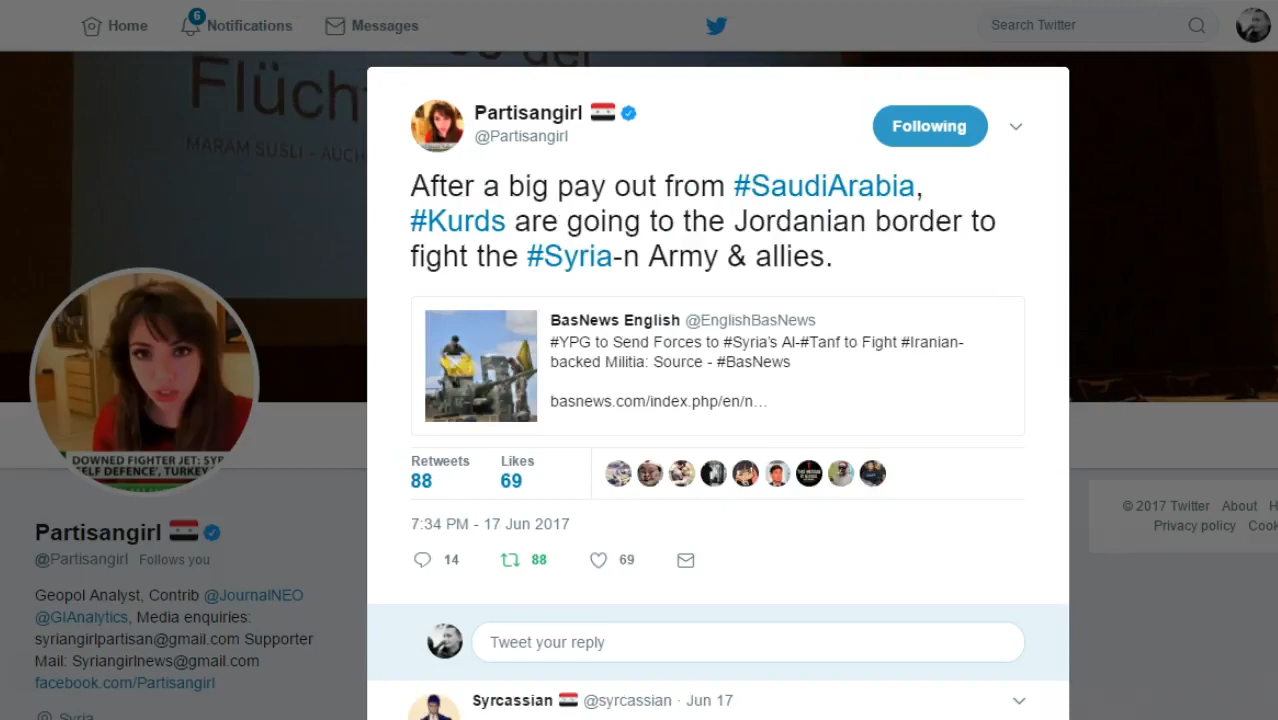 Home
6
Notifications
Messages
Search Twitter
Flücht
MARAM SUSLI - AUCH
Partisangirl
@Partisangirl
Following
After a big pay out from #SaudiArabia,
#Kurds are going to the Jordanian border to
fight the #Syria-n Army & allies.
BasNews English @EnglishBasNews
#YPG to Send Forces to #Syria's Al-#Tanf to Fight #Iranian-
backed Militia: Source - #BasNews
basnews.com/index.php/en/n…
Retweets
88
Likes
69
7:34 PM - 17 Jun 2017
14
88
69
Tweet your reply
Syrcassian @syrcassian · Jun 17
DOWNED FIGHTER JET: SYR
SELF DEFENCE', TURKEY
Partisangirl
@Partisangirl Follows you
Geopol Analyst, Contrib @JournalNEO
@GIAnalytics, Media enquiries:
syriangirlpartisan@gmail.com Supporter
Mail: Syriangirlnews@gmail.com
facebook.com/Partisangirl
Syria
© 2017 Twitter About H
Privacy policy Cook